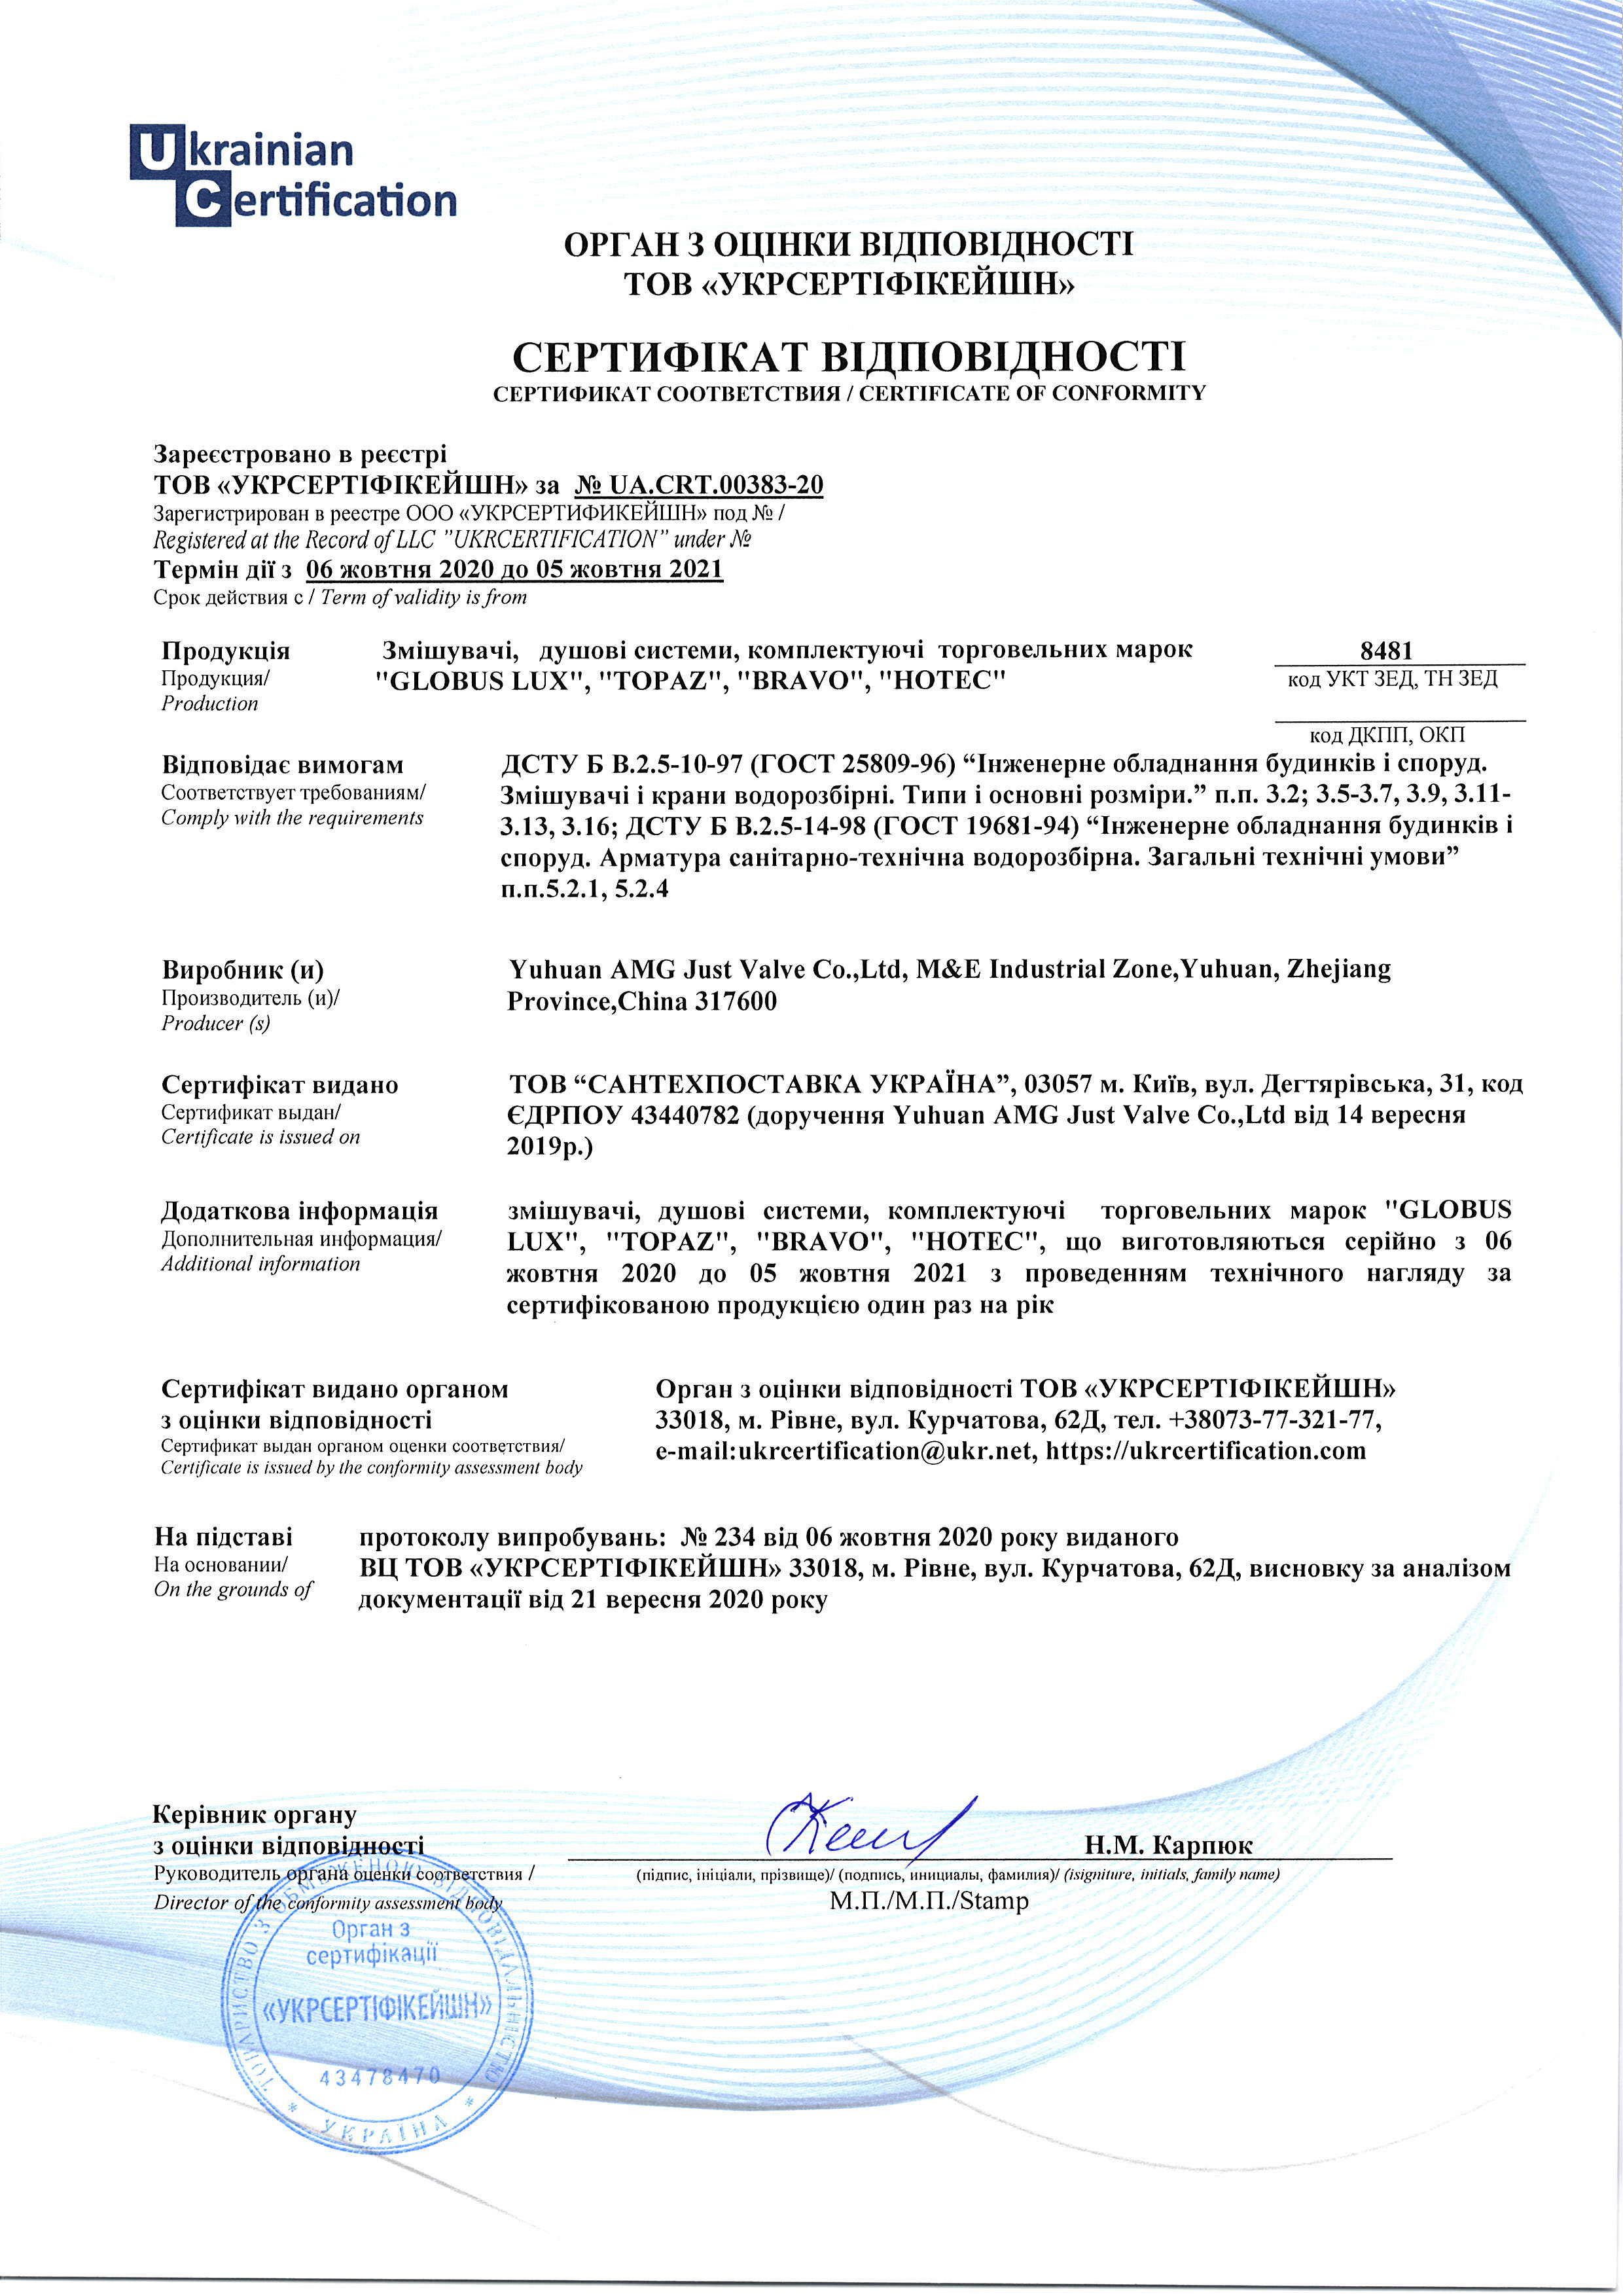 Ukrainian
Certification
ОРГАН З ОЦІНКИ ВІДПОВІДНОСТІ
ТОВ «УКРСЕРТІФІКЕЙШН»
СЕРТИФІКАТ ВІДПОВІДНОСТІ
СЕРТИФИКАТ СООТВЕТСТВИЯ / CERTIFICATE OF CONFORMITY
Зареєстровано в реєстрі
ТОВ «УКРСЕРТІФІКЕЙШН» за № UA.CRT.00383-20
Зарегистрирован в реестре ООО «УКРСЕРТИФИКЕЙШН» под № /
Registered at the Record of LLC "UKRCERTIFICATION" under №
Термін дії з 06 жовтня 2020 до 05 жовтня 2021
Срок действия с / Term of validity is from
Продукція
Продукция/
Production
Змішувачі, душові системи, комплектуючі торговельних марок
"GLOBUS LUX", "TOPAZ", "BRAVO", "HOTEC"
8481
код УКТ ЗЕД, ТН ЗЕД
код ДКПП, ОКП
Відповідає вимогам
Соответствует требованиям/
Comply with the requirements
ДСТУ Б В.2.5-10-97 (ГОСТ 25809-96) “Інженерне обладнання будинків і споруд.
Змішувачі і крани водорозбірні. Типи і основні розміри.” п.п. 3.2; 3.5-3.7, 3.9, 3.11-
3.13, 3.16; ДСТУ Б В.2.5-14-98 (ГОСТ 19681-94) “Інженерне обладнання будинків і
споруд. Арматура санітарно-технічна водорозбірна. Загальні технічні умови”
п.п.5.2.1, 5.2.4
Виробник (и)
Производитель (и)/
Producer (s)
Yuhuan AMG Just Valve Co.,Ltd, M&E Industrial Zone,Yuhuan, Zhejiang
Province,China 317600
Сертифікат видано
Сертификат выдан/
Certificate is issued on
ТОВ “САНТЕХПОСТАВКА УКРАЇНА”, 03057 м. Київ, вул. Дегтярівська, 31, код
ЄДРПОУ 43440782 (доручення Yuhuan AMG Just Valve Co.,Ltd від 14 вересня
2019р.)
Додаткова інформація
Дополнительная информация/
Additional information
змішувачі, душові системи, комплектуючі торговельних марок "GLOBUS
LUX", "TOPAZ", "BRAVO", "HOTEC", що виготовляються серійно з 06
жовтня 2020 до 05 жовтня 2021 з проведенням технічного нагляду за
сертифікованою продукцією один раз на рік
Сертифікат видано органом
з оцінки відповідності
Сертификат выдан органом оценки соответствия/
Certificate is issued by the conformity assessment body
Орган з оцінки відповідності ТОВ «УКРСЕРТІФІКЕЙШН»
33018, м. Рівне, вул. Курчатова, 62Д, тел. +38073-77-321-77,
e-mail:ukrcertification@ukr.net, https://ukrcertification.com
На підставі
На основании/
On the grounds of
протоколу випробувань: № 234 від 06 жовтня 2020 року виданого
ВЦ ТОВ «УКРСЕРТІФІКЕЙШН» 33018, м. Рівне, вул. Курчатова, 62Д, висновку за аналізом
документації від 21 вересня 2020 року
Керівник органу
з оцінки відповідності
Руководитель органа оценки соответствия /
Director of the conformity assessment body
Н.М. Карпюк
(підпис, ініціали, прізвище)/ (подпись, инициалы, фамилия)/ (isigniture, initials, family name)
М.П./М.П./Stamp
ТОВАРИСТВО З ОБМЕЖЕНОЮ ВІДПОВІДАЛЬНІСТЮ
Орган з
сертифікації
«УКРСЕРТІФІКЕЙШН»
43478470
* УКРАЇНА *